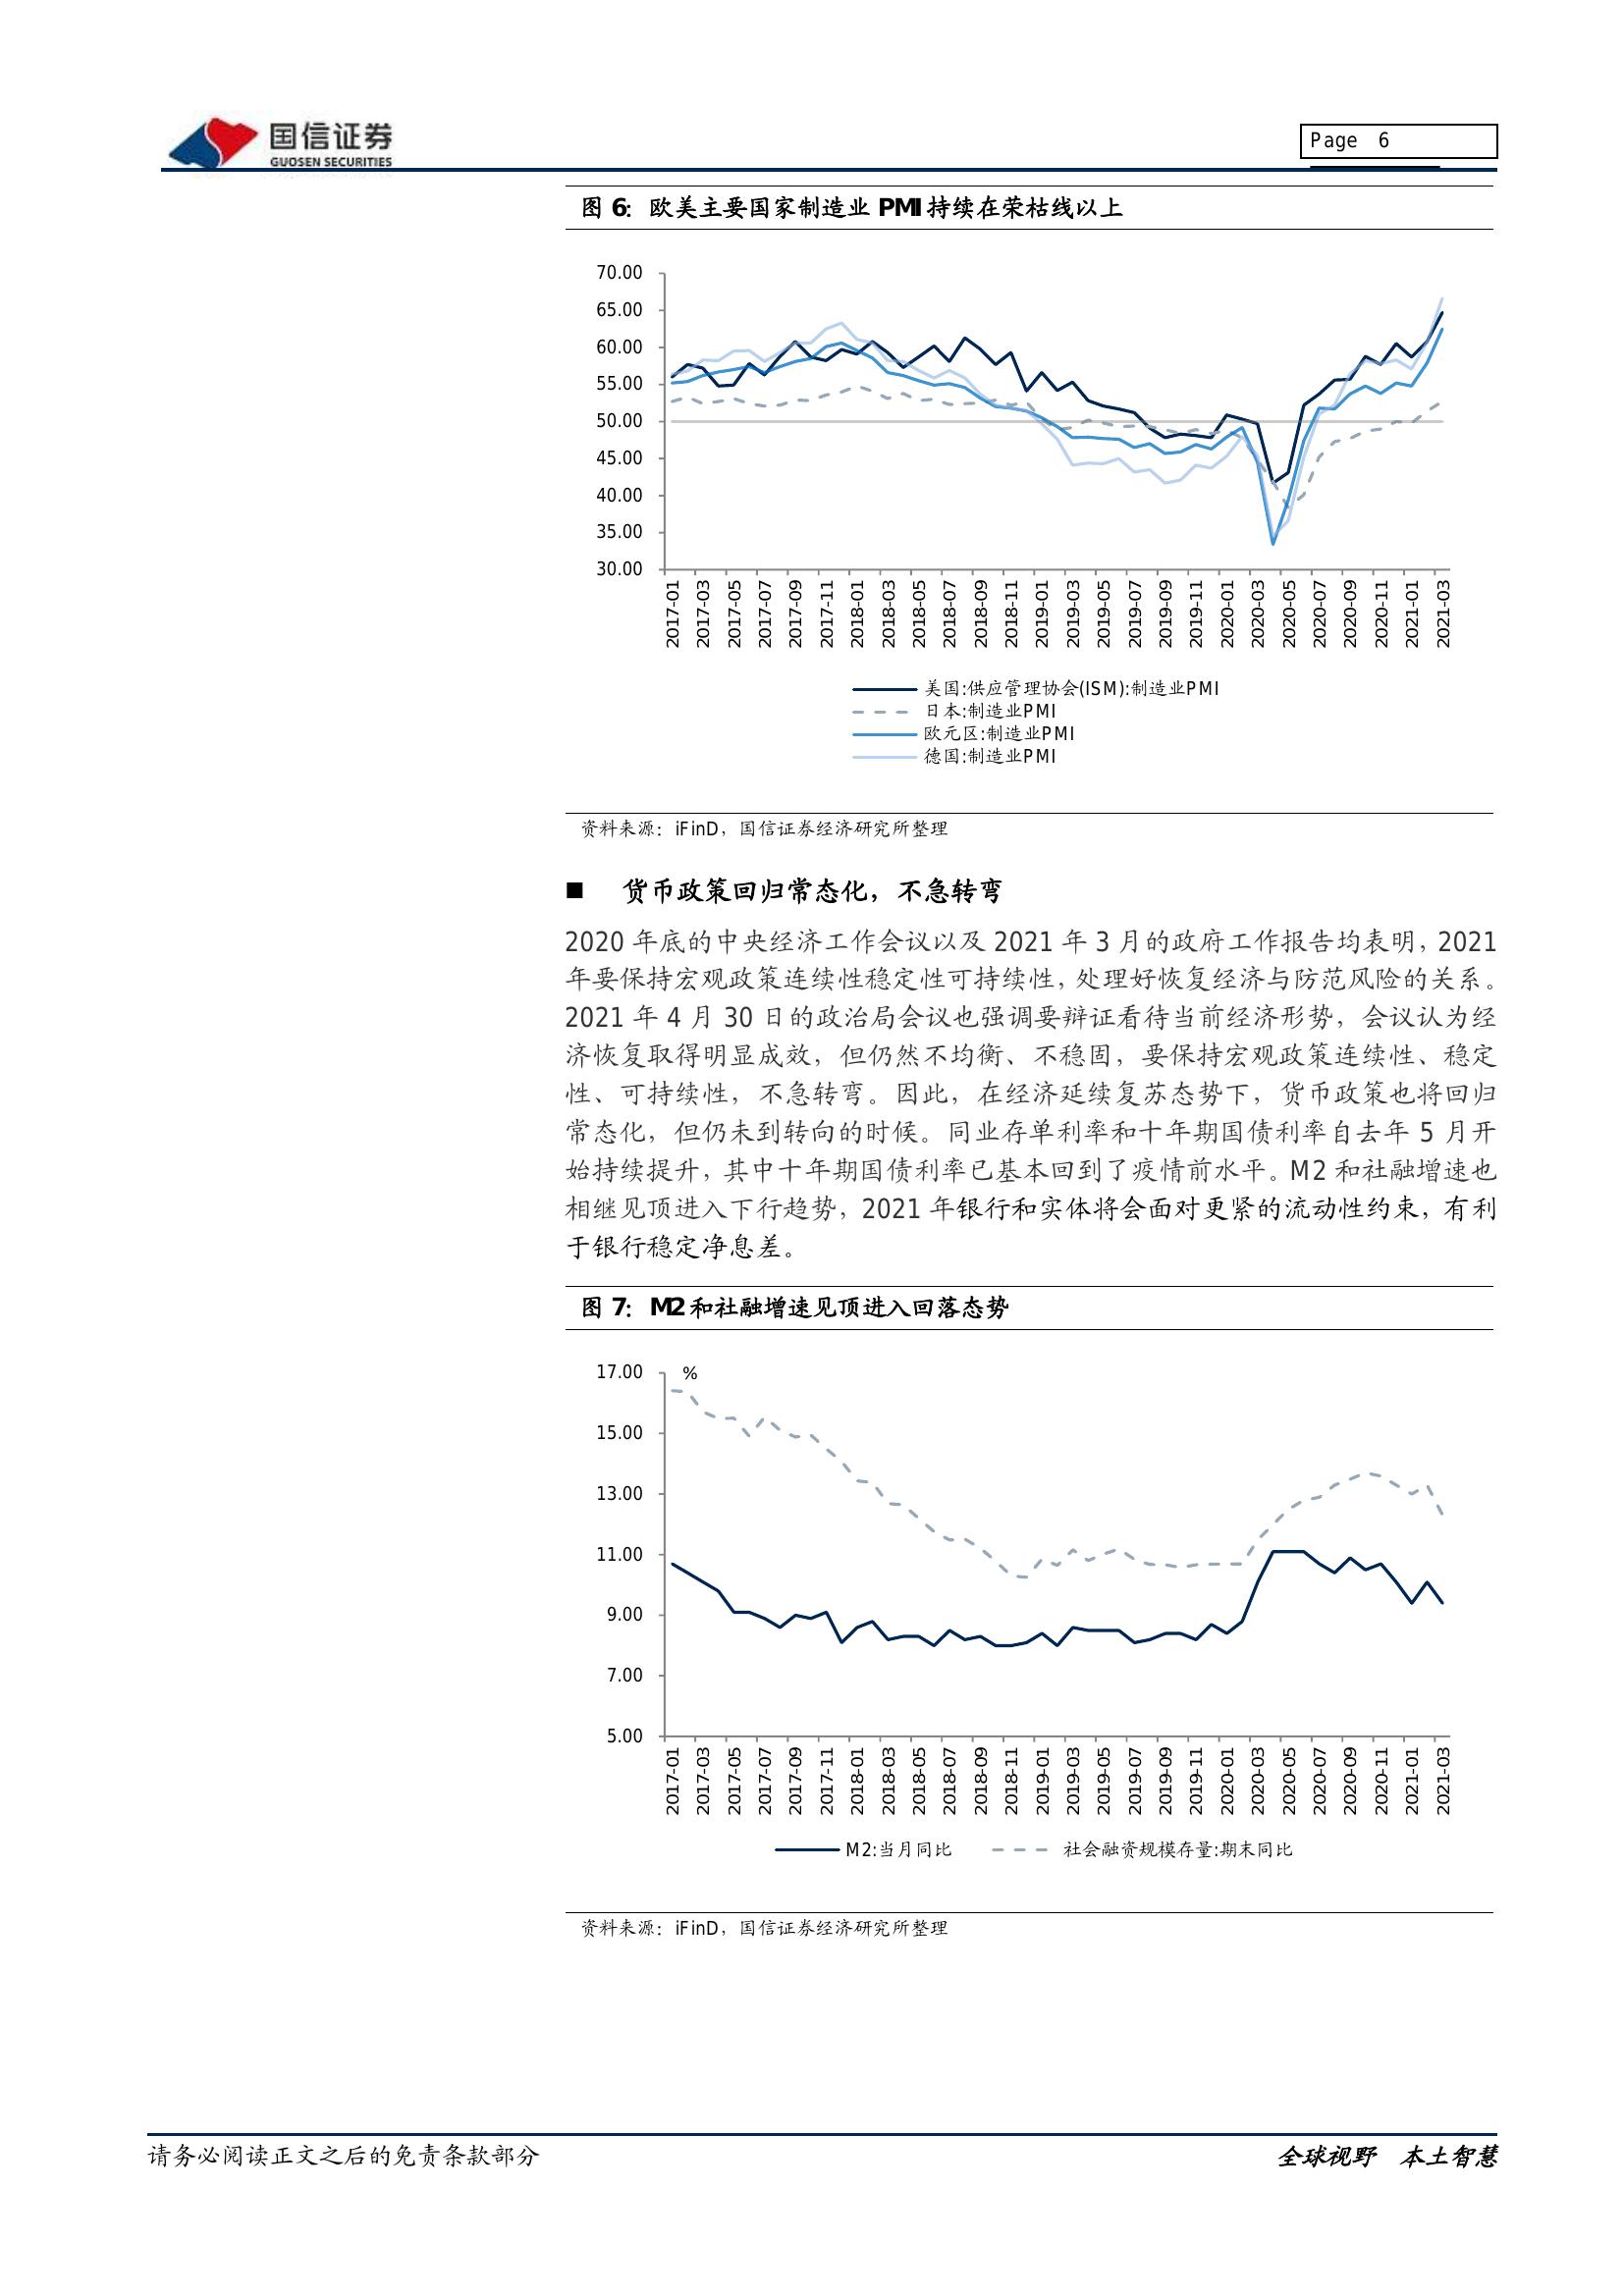 国信证券
GUOSEN SECURITIES
Page 6
图 6：欧美主要国家制造业 PMI 持续在荣枯线以上
70.00
65.00
60.00
55.00
50.00
45.00
40.00
35.00
30.00
2017-01
2017-03
2017-05
2017-07
2017-09
2017-11
2018-01
2018-03
2018-05
2018-07
2018-09
2018-11
2019-01
2019-03
2019-05
2019-07
2019-09
2019-11
2020-01
2020-03
2020-05
2020-07
2020-09
2020-11
2021-01
2021-03
美国:供应管理协会(ISM):制造业PMI
日本:制造业PMI
欧元区:制造业PMI
德国:制造业PMI
资料来源：iFinD，国信证券经济研究所整理
■ 货币政策回归常态化，不急转弯
2020 年底的中央经济工作会议以及 2021 年 3 月的政府工作报告均表明，2021
年要保持宏观政策连续性稳定性可持续性，处理好恢复经济与防范风险的关系。
2021 年 4 月 30 日的政治局会议也强调要辩证看待当前经济形势，会议认为经
济恢复取得明显成效，但仍然不均衡、不稳固，要保持宏观政策连续性、稳定
性、可持续性，不急转弯。因此，在经济延续复苏态势下，货币政策也将回归
常态化，但仍未到转向的时候。同业存单利率和十年期国债利率自去年 5 月开
始持续提升，其中十年期国债利率已基本回到了疫情前水平。M2 和社融增速也
相继见顶进入下行趋势，2021 年银行和实体将会面对更紧的流动性约束，有利
于银行稳定净息差。
图 7：M2 和社融增速见顶进入回落态势
%
17.00
15.00
13.00
11.00
9.00
7.00
5.00
2017-01
2017-03
2017-05
2017-07
2017-09
2017-11
2018-01
2018-03
2018-05
2018-07
2018-09
2018-11
2019-01
2019-03
2019-05
2019-07
2019-09
2019-11
2020-01
2020-03
2020-05
2020-07
2020-09
2020-11
2021-01
2021-03
M2:当月同比
社会融资规模存量:期末同比
资料来源：iFinD，国信证券经济研究所整理
请务必阅读正文之后的免责条款部分
全球视野 本土智慧